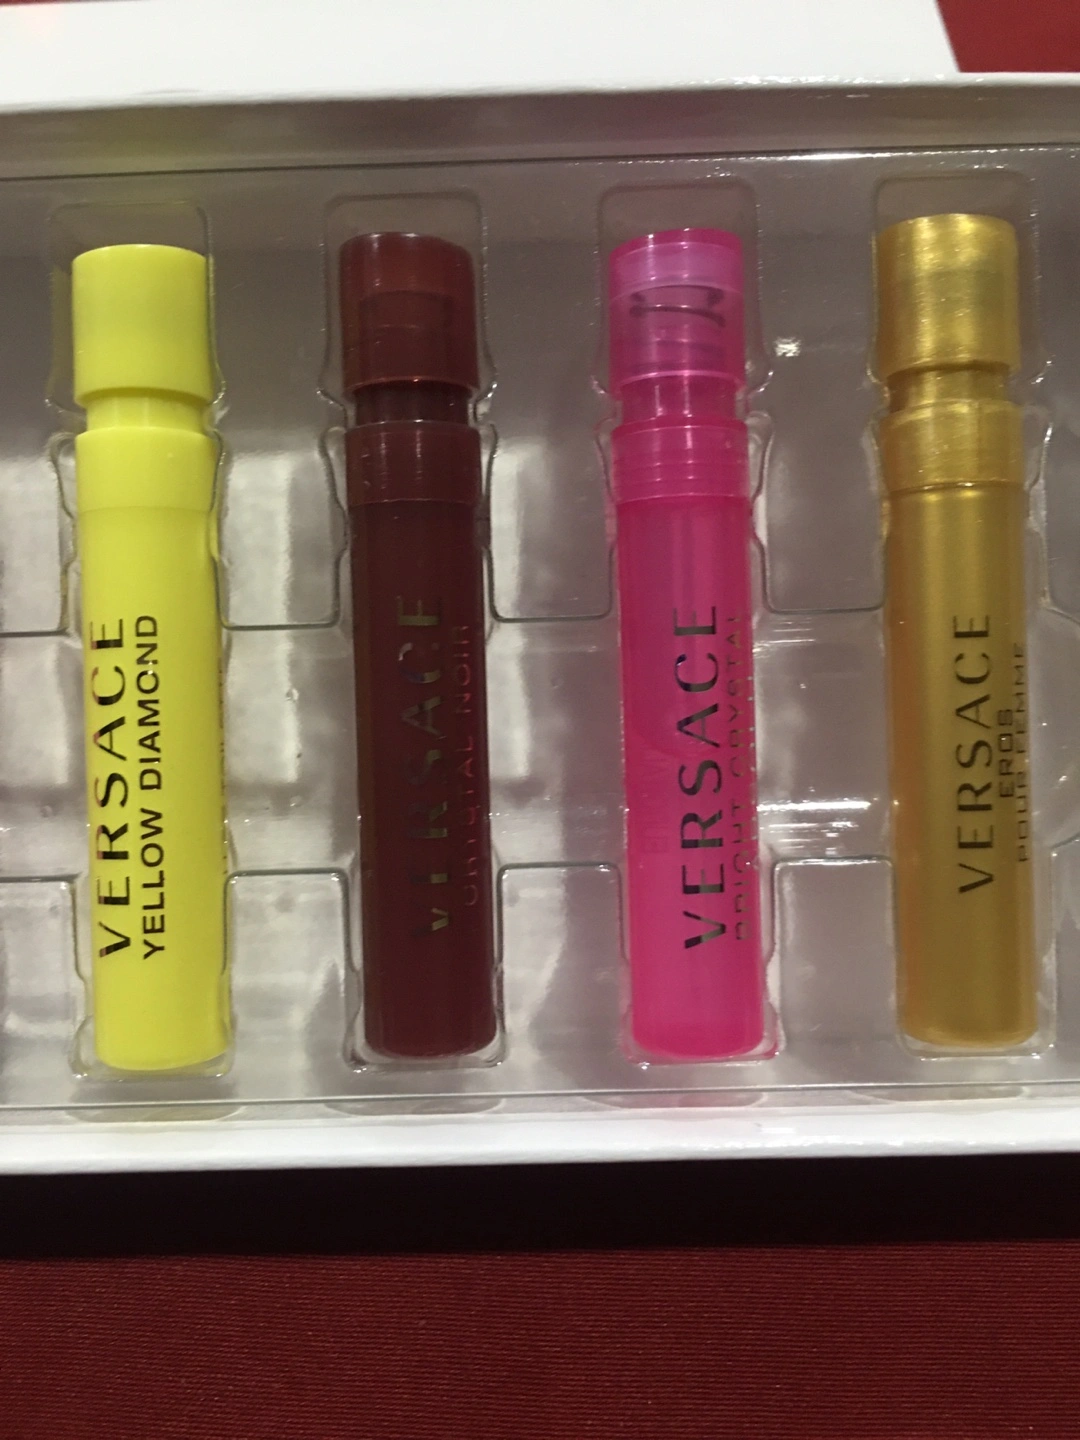 VERSACE
YELLOW DIAMOND
VERSACE
CRYSTAL NOIR
VERSACE
BRIGHT CRYSTAL
VERSACE
EROS
POUR FEMME